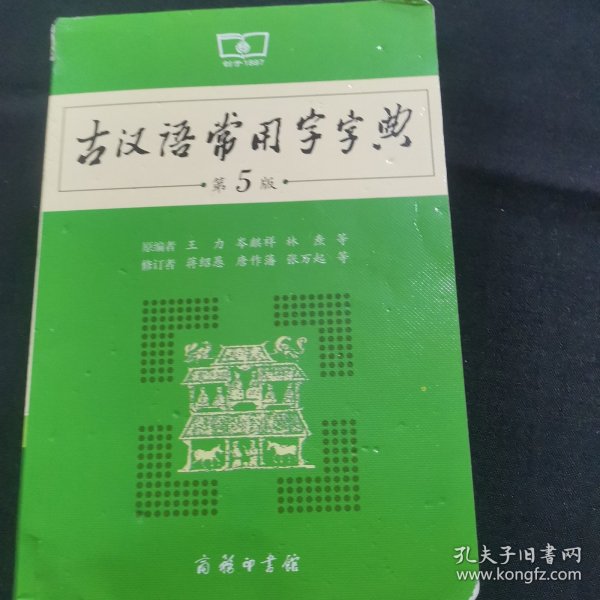 创于1897
古汉语常用字字典
·第5版·
原编者 王力 岑麒祥 林焘 等
修订者 蒋绍愚 唐作藩 张万起 等
商务印书馆
孔夫子旧书网
www.kongfz.com